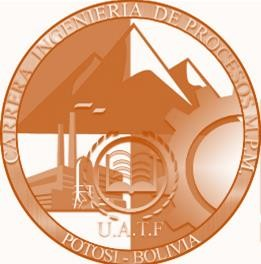 CARRERA INGENIERIA DE PROCESOS M.P.M.
U.A.T.F
POTOSI - BOLIVIA